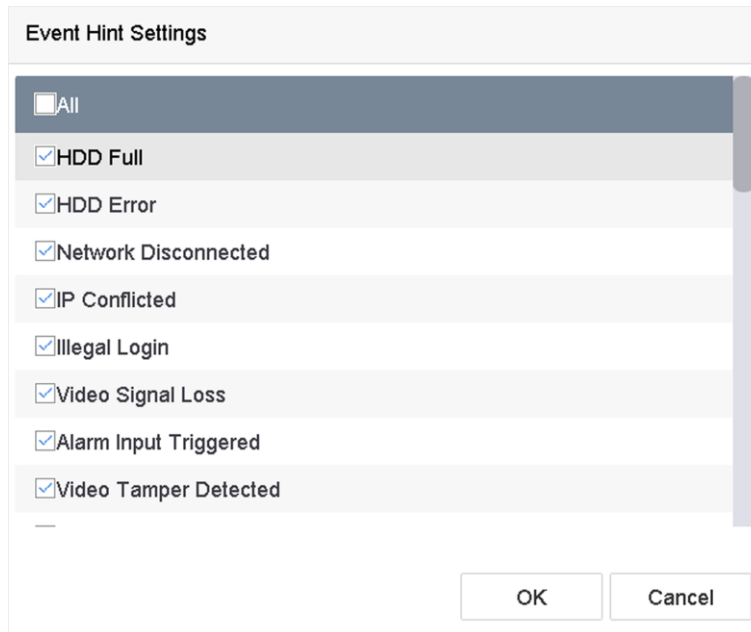 Event Hint Settings
All
HDD Full
HDD Error
Network Disconnected
IP Conflicted
Illegal Login
Video Signal Loss
Alarm Input Triggered
Video Tamper Detected
OK Cancel